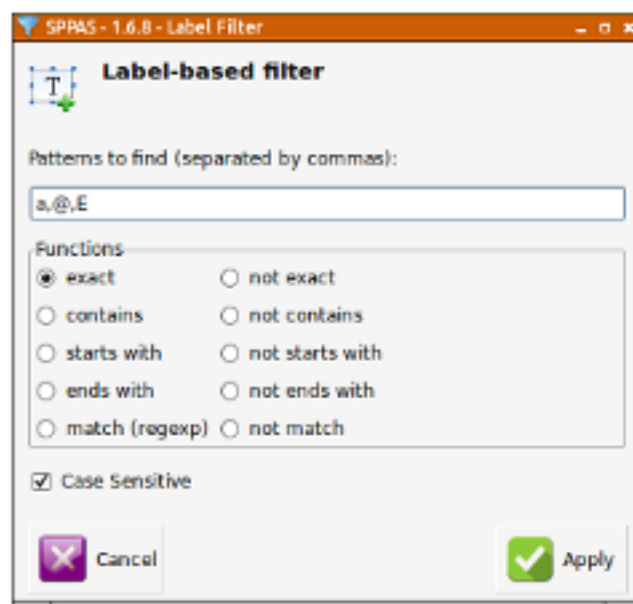 SPPAS - 1.6.8 - Label Filter
T
Label-based filter
Patterns to find (separated by commas):
a,@,E
Functions
exact not exact
contains not contains
starts with not starts with
ends with not ends with
match (regexp) not match
Case Sensitive
Cancel Apply